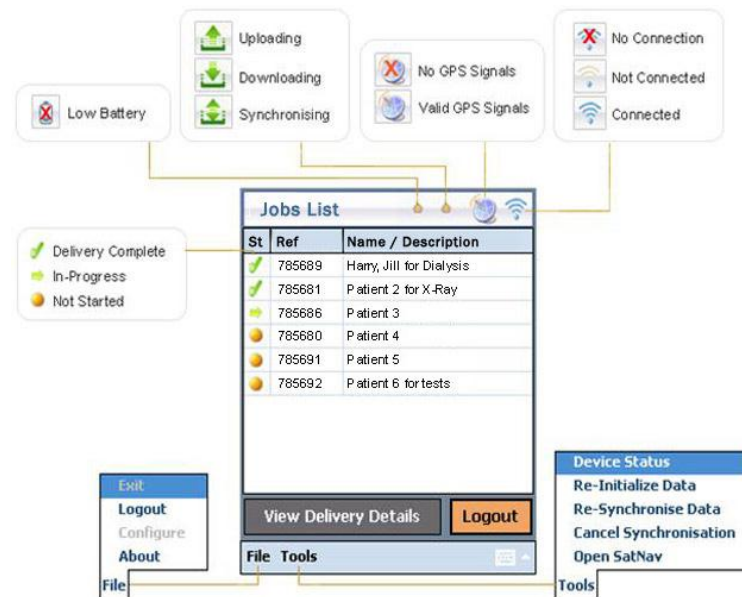 Uploading
Downloading
Synchronising
Low Battery
No GPS Signals
Valid GPS Signals
No Connection
Not Connected
Connected
Delivery Complete
In-Progress
Not Started
Jobs List
St Ref Name / Description
785689 Harry, Jill for Dialysis
785681 Patient 2 for X-Ray
785686 Patient 3
785680 Patient 4
785691 Patient 5
785692 Patient 6 for tests
View Delivery Details Logout
File Tools
Exit
Logout
Configure
About
File
Device Status
Re-Initialize Data
Re-Synchronise Data
Cancel Synchronisation
Open SatNav
Tools